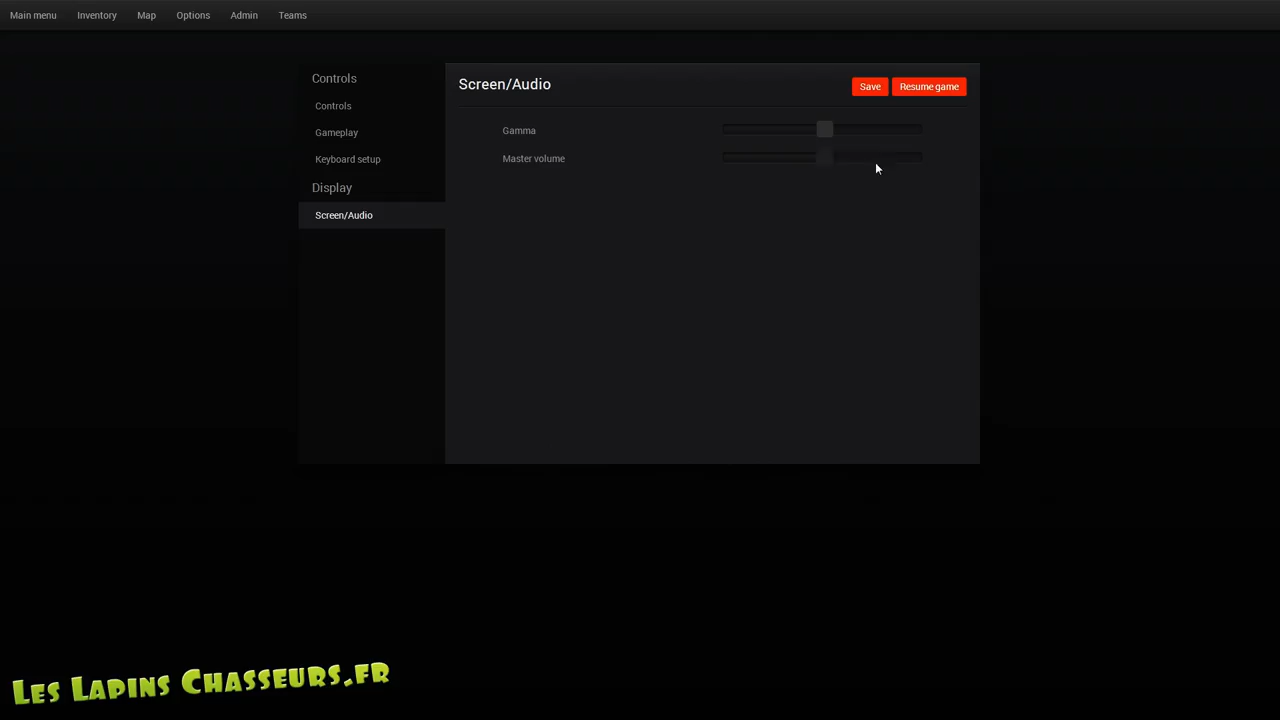 Main menu Inventory Map Options Admin Teams
Controls
Controls
Gameplay
Keyboard setup
Display
Screen/Audio
Screen/Audio
Save Resume game
Gamma
Master volume
Les Lapins Chasseurs.fr